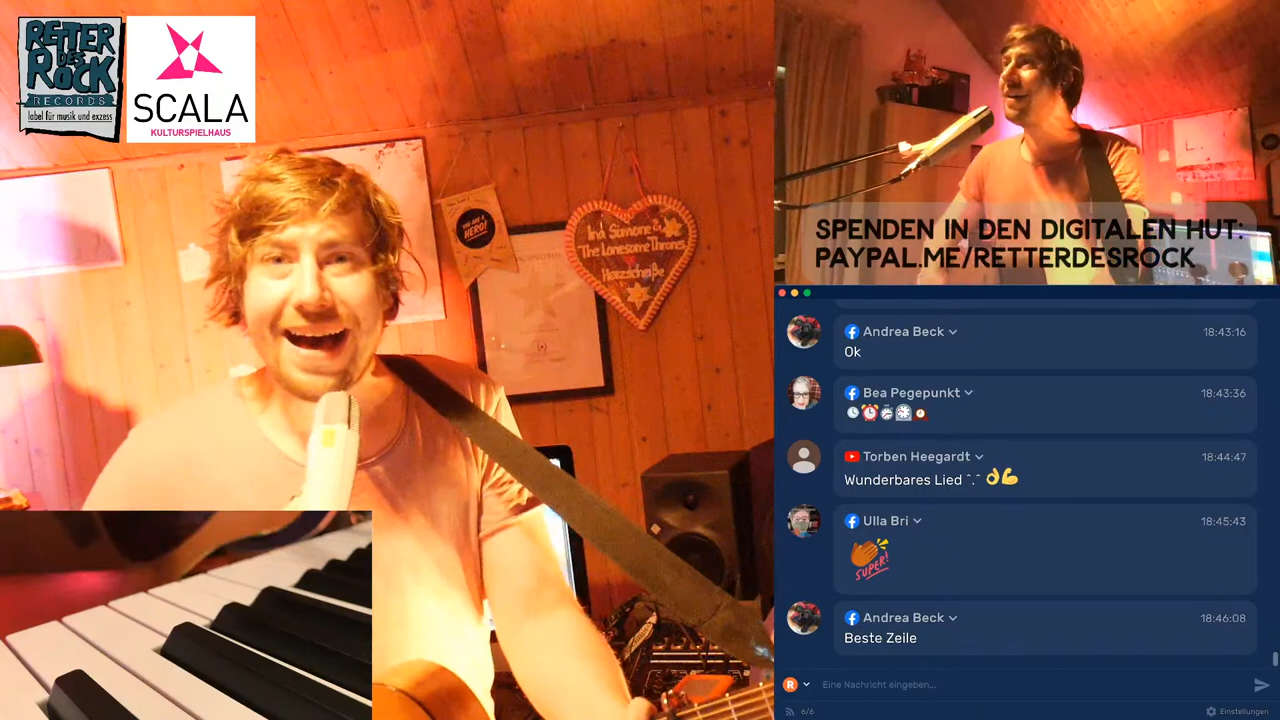 RETTER
DES
ROCK
RECORDS
label für musik und exzess
SCALA
KULTURSPIELHAUS
YOU ARE A
HERO!
Ina Simone &
The Lonesome Thrones
Herzscheiße
SPENDEN IN DEN DIGITALEN HUT:
PAYPAL.ME/RETTERDESROCK
Andrea Beck 18:43:16
Ok
Bea Pegepunkt 18:43:36
Torben Heegardt 18:44:47
Wunderbares Lied ^.^ 👌💪
Ulla Bri 18:45:43
SUPER!
Andrea Beck 18:46:08
Beste Zeile
R
Eine Nachricht eingeben...
6/6
Einstellungen